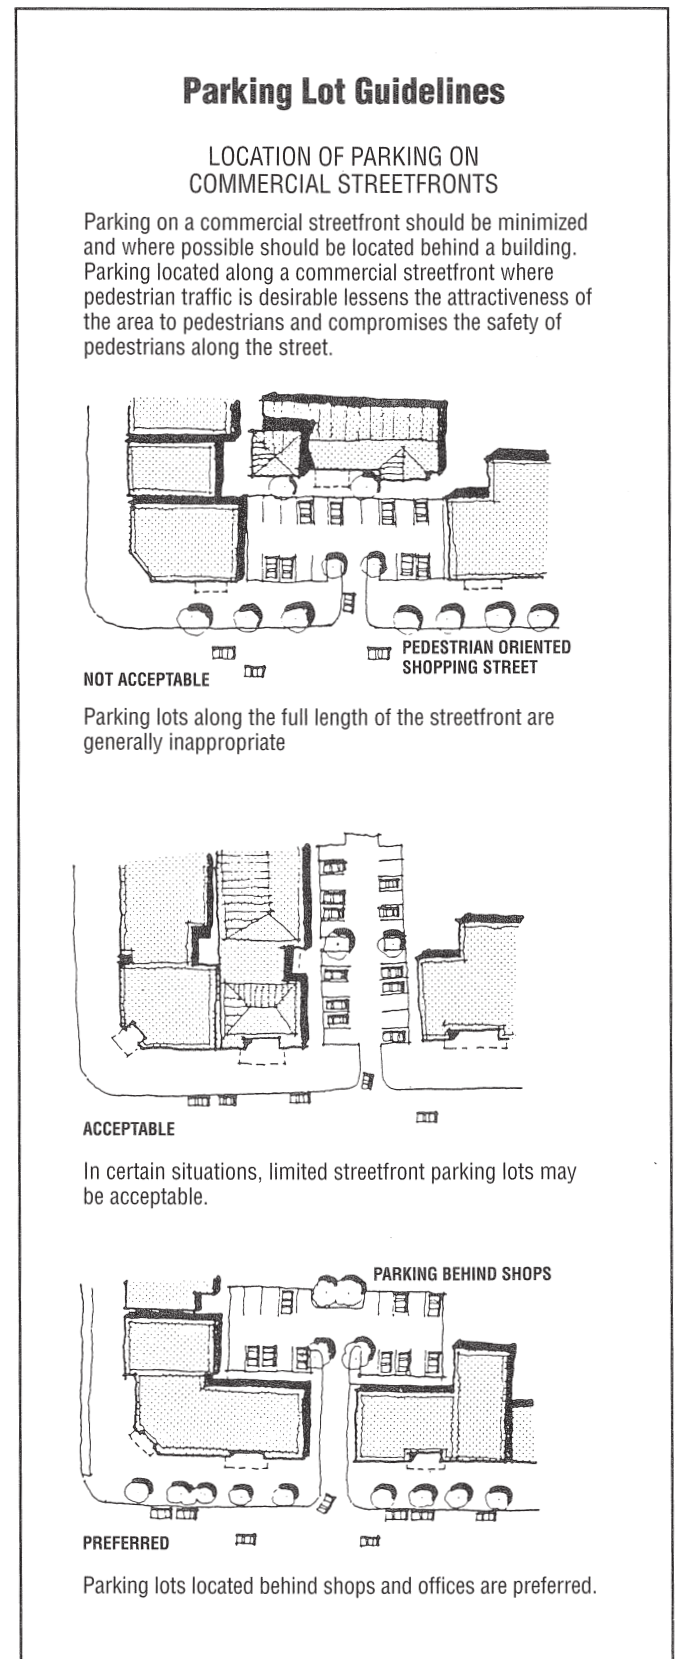 Parking Lot Guidelines
LOCATION OF PARKING ON
COMMERCIAL STREETFRONTS
Parking on a commercial streetfront should be minimized
and where possible should be located behind a building.
Parking located along a commercial streetfront where
pedestrian traffic is desirable lessens the attractiveness of
the area to pedestrians and compromises the safety of
pedestrians along the street.
PEDESTRIAN ORIENTED
SHOPPING STREET
NOT ACCEPTABLE
Parking lots along the full length of the streetfront are
generally inappropriate
ACCEPTABLE
In certain situations, limited streetfront parking lots may
be acceptable.
PARKING BEHIND SHOPS
PREFERRED
Parking lots located behind shops and offices are preferred.